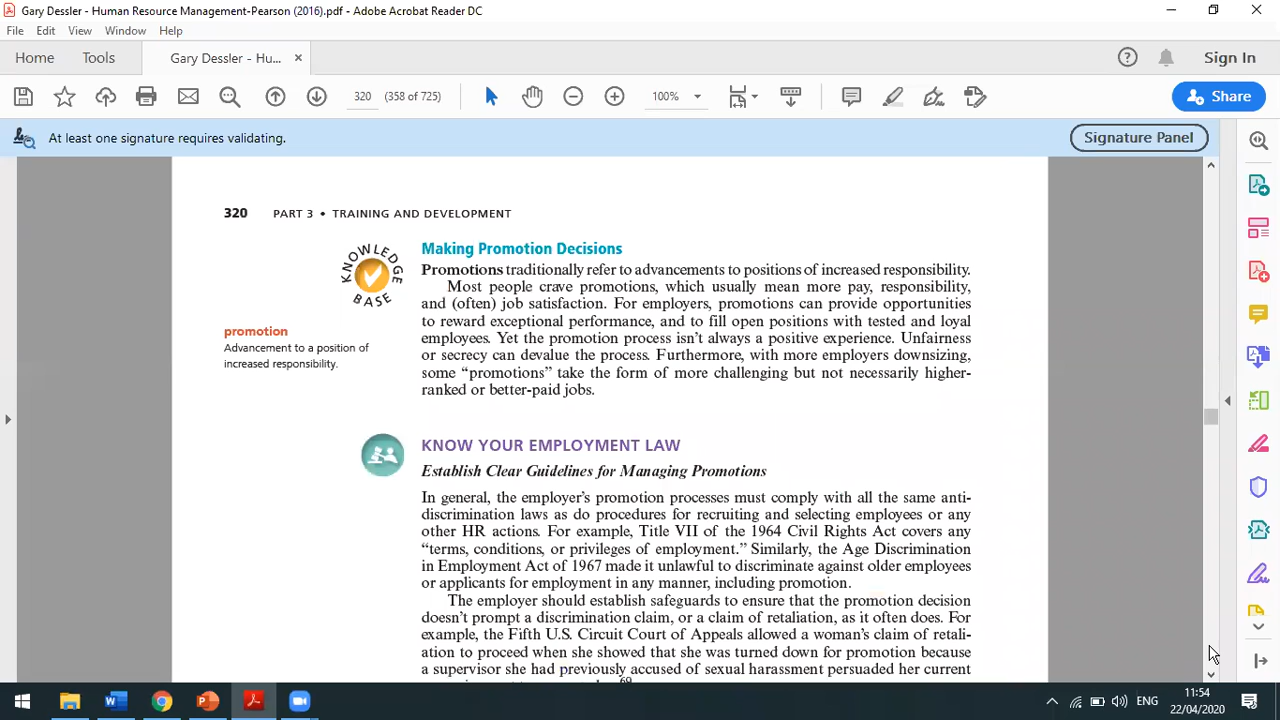 Gary Dessler - Human Resource Management-Pearson (2016).pdf - Adobe Acrobat Reader DC
File Edit View Window Help
Home Tools Gary Dessler - Hu... ×
Sign In
320 (358 of 725) 100% Share
At least one signature requires validating. Signature Panel
320 PART 3 • TRAINING AND DEVELOPMENT
KNOWLEDGE BASE
Making Promotion Decisions
Promotions traditionally refer to advancements to positions of increased responsibility.
Most people crave promotions, which usually mean more pay, responsibility,
and (often) job satisfaction. For employers, promotions can provide opportunities
to reward exceptional performance, and to fill open positions with tested and loyal
employees. Yet the promotion process isn’t always a positive experience. Unfairness
or secrecy can devalue the process. Furthermore, with more employers downsizing,
some “promotions” take the form of more challenging but not necessarily higher-
ranked or better-paid jobs.
promotion
Advancement to a position of
increased responsibility.
KNOW YOUR EMPLOYMENT LAW
Establish Clear Guidelines for Managing Promotions
In general, the employer’s promotion processes must comply with all the same anti-
discrimination laws as do procedures for recruiting and selecting employees or any
other HR actions. For example, Title VII of the 1964 Civil Rights Act covers any
“terms, conditions, or privileges of employment.” Similarly, the Age Discrimination
in Employment Act of 1967 made it unlawful to discriminate against older employees
or applicants for employment in any manner, including promotion.
The employer should establish safeguards to ensure that the promotion decision
doesn’t prompt a discrimination claim, or a claim of retaliation, as it often does. For
example, the Fifth U.S. Circuit Court of Appeals allowed a woman’s claim of retali-
ation to proceed when she showed that she was turned down for promotion because
a supervisor she had previously accused of sexual harassment persuaded her current
69
ENG
11:54
22/04/2020